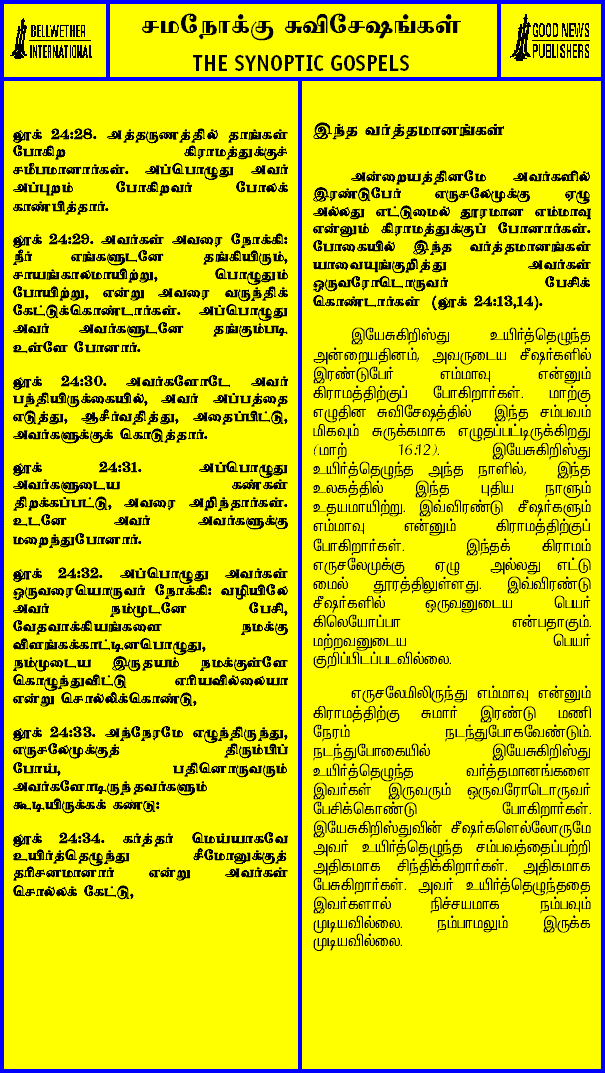 BELLWETHER
INTERNATIONAL
சமநோக்கு சுவிசேஷங்கள்
THE SYNOPTIC GOSPELS
GOOD NEWS
PUBLISHERS
லூக் 24:28. அத்தருணத்தில் தாங்கள்
போகிற கிராமத்துக்குச்
சமீபமானார்கள். அப்பொழுது அவர்
அப்புறம் போகிறவர் போலக்
காண்பித்தார்.
லூக் 24:29. அவர்கள் அவரை நோக்கி:
நீர் எங்களுடனே தங்கியிரும்,
சாயங்காலமாயிற்று, பொழுதும்
போயிற்று, என்று அவரை வருந்திக்
கேட்டுக்கொண்டார்கள். அப்பொழுது
அவர் அவர்களுடனே தங்கும்படி
உள்ளே போனார்.
லூக் 24:30. அவர்களோடே அவர்
பந்தியிருக்கையில், அவர் அப்பத்தை
எடுத்து, ஆசீர்வதித்து, அதைப்பிட்டு,
அவர்களுக்குக் கொடுத்தார்.
லூக் 24:31. அப்பொழுது
அவர்களுடைய கண்கள்
திறக்கப்பட்டு, அவரை அறிந்தார்கள்.
உடனே அவர் அவர்களுக்கு
மறைந்துபோனார்.
லூக் 24:32. அப்பொழுது அவர்கள்
ஒருவரையொருவர் நோக்கி: வழியிலே
அவர் நம்முடனே பேசி,
வேதவாக்கியங்களை நமக்கு
விளங்கக்காட்டினபொழுது,
நம்முடைய இருதயம் நமக்குள்ளே
கொழுந்துவிட்டு எரியவில்லையா
என்று சொல்லிக்கொண்டு,
லூக் 24:33. அந்நேரமே எழுந்திருந்து,
எருசலேமுக்குத் திரும்பிப்
போய், பதினொருவரும்
அவர்களோடிருந்தவர்களும்
கூடியிருக்கக் கண்டு:
லூக் 24:34. கர்த்தர் மெய்யாகவே
உயிர்த்தெழுந்து சீமோனுக்குத்
தரிசனமானார் என்று அவர்கள்
சொல்லக் கேட்டு,
இந்த வர்த்தமானங்கள்
அன்றையத்தினமே அவர்களில்
இரண்டுபேர் எருசலேமுக்கு ஏழு
அல்லது எட்டுமைல் தூரமான எம்மாவு
என்னும் கிராமத்துக்குப் போனார்கள்.
போகையில் இந்த வர்த்தமானங்கள்
யாவையுங்குறித்து அவர்கள்
ஒருவரோடொருவர் பேசிக்
கொண்டார்கள் (லூக் 24:13,14).
இயேசுகிறிஸ்து உயிர்த்தெழுந்த
அன்றையதினம், அவருடைய சீஷர்களில்
இரண்டுபேர் எம்மாவு என்னும்
கிராமத்திற்குப் போகிறார்கள். மாற்கு
எழுதின சுவிசேஷத்தில் இந்த சம்பவம்
மிகவும் சுருக்கமாக எழுதப்பட்டிருக்கிறது
(மாற் 16:12). இயேசுகிறிஸ்து
உயிர்த்தெழுந்த அந்த நாளில், இந்த
உலகத்தில் இந்த புதிய நாளும்
உதயமாயிற்று. இவ்விரண்டு சீஷர்களும்
எம்மாவு என்னும் கிராமத்திற்குப்
போகிறார்கள். இந்தக் கிராமம்
எருசலேமுக்கு ஏழு அல்லது எட்டு
மைல் தூரத்திலுள்ளது. இவ்விரண்டு
சீஷர்களில் ஒருவனுடைய பெயர்
கிலெயோப்பா என்பதாகும்.
மற்றவனுடைய பெயர்
குறிப்பிடப்படவில்லை.
எருசலேமிலிருந்து எம்மாவு என்னும்
கிராமத்திற்கு சுமார் இரண்டு மணி
நேரம் நடந்துபோகவேண்டும்.
நடந்துபோகையில் இயேசுகிறிஸ்து
உயிர்த்தெழுந்த வர்த்தமானங்களை
இவர்கள் இருவரும் ஒருவரோடொருவர்
பேசிக்கொண்டு போகிறார்கள்.
இயேசுகிறிஸ்துவின் சீஷர்களெல்லோருமே
அவர் உயிர்த்தெழுந்த சம்பவத்தைப்பற்றி
அதிகமாக சிந்திக்கிறார்கள். அதிகமாக
பேசுகிறார்கள். அவர் உயிர்த்தெழுந்ததை
இவர்களால் நிச்சயமாக நம்பவும்
முடியவில்லை. நம்பாமலும் இருக்க
முடியவில்லை.